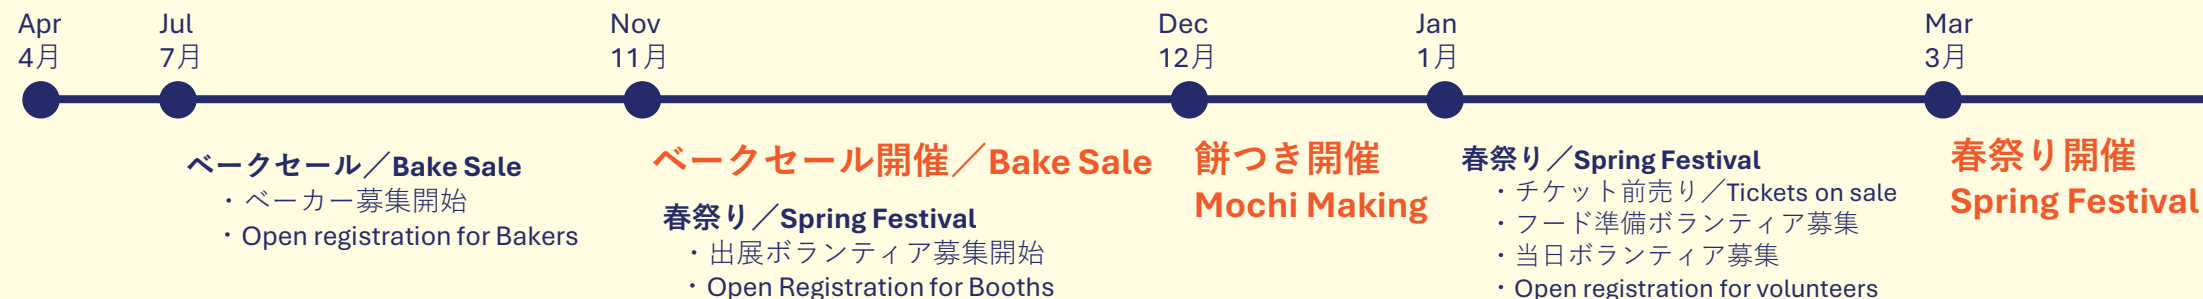 Apr
4月
Jul
7月
Nov
11月
Dec
12月
Jan
1月
Mar
3月
ベークセール／Bake Sale
・ベーカー募集開始
・Open registration for Bakers
ベークセール開催／Bake Sale
春祭り／Spring Festival
・出展ボランティア募集開始
・Open Registration for Booths
餅つき開催
Mochi Making
春祭り／Spring Festival
・チケット前売り／Tickets on sale
・フード準備ボランティア募集
・当日ボランティア募集
・Open registration for volunteers
春祭り開催
Spring Festival